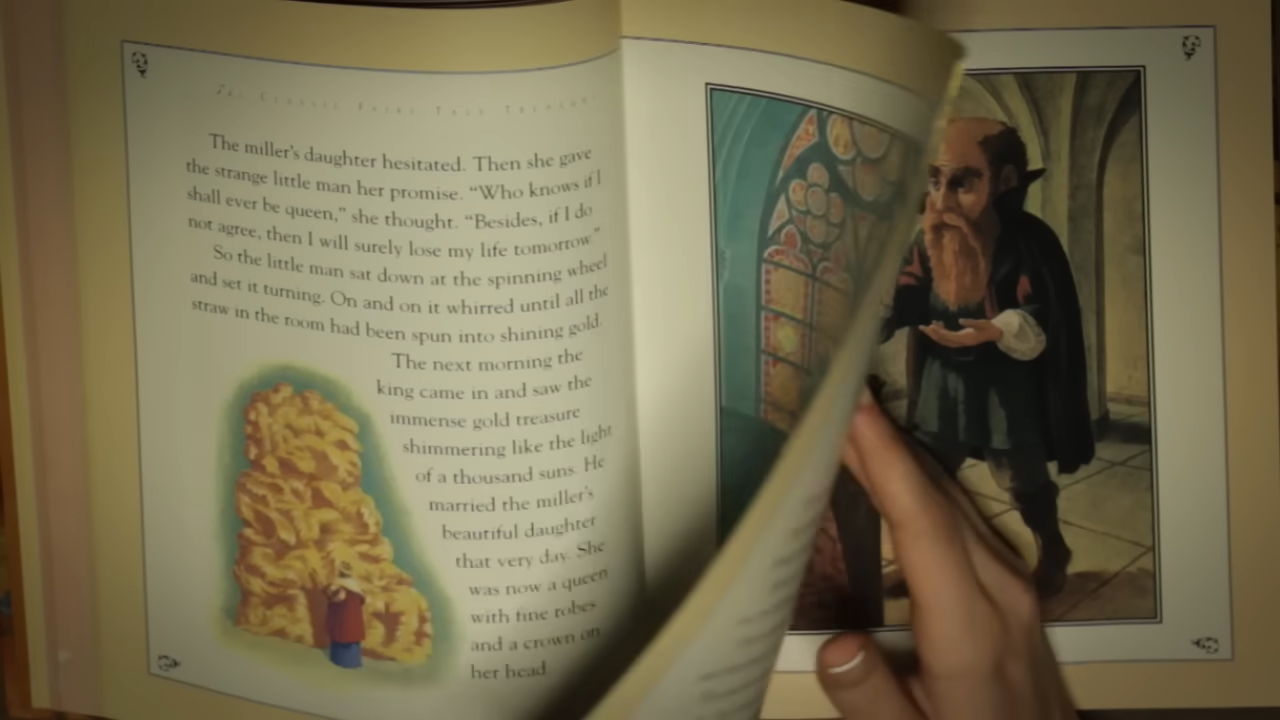 The Classic Fairy Tale Treasury
The miller's daughter hesitated. Then she gave
the strange little man her promise. “Who knows if I
shall ever be queen,” she thought. “Besides, if I do
not agree, then I will surely lose my life tomorrow.”
So the little man sat down at the spinning wheel
and set it turning. On and on it whirred until all the
straw in the room had been spun into shining gold.
The next morning the
king came in and saw the
immense gold treasure
shimmering like the light
of a thousand suns. He
married the miller's
beautiful daughter
that very day. She
was now a queen
with fine robes
and a crown on
her head